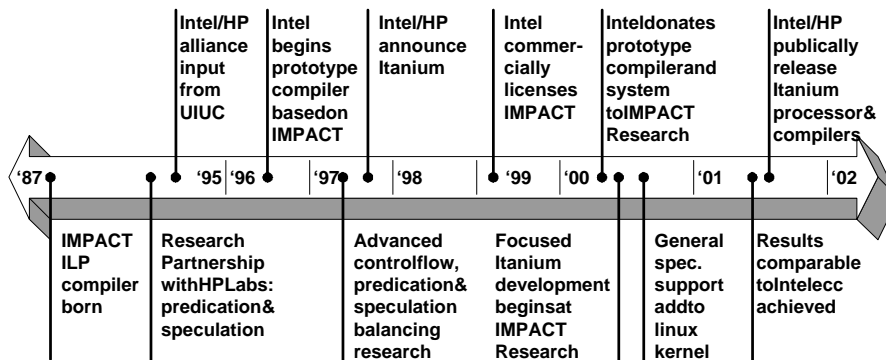 Intel/HP
alliance
input
from
UIUC
Intel
begins
prototype
compiler
basedon
IMPACT
Intel/HP
announce
Itanium
Intel
commer-
cially
licenses
IMPACT
Inteldonates
prototype
compilerand
system
toIMPACT
Research
Intel/HP
publically
release
Itanium
processor&
compilers
‘87 ‘95 ‘96 ‘97 ‘98 ‘99 ‘00 ‘01 ‘02
IMPACT
ILP
compiler
born
Research
Partnership
withHPLabs:
predication&
speculation
Advanced
controlflow,
predication&
speculation
balancing
research
Focused
Itanium
development
beginsat
IMPACT
Research
General
spec.
support
addto
linux
kernel
Results
comparable
toIntelecc
achieved